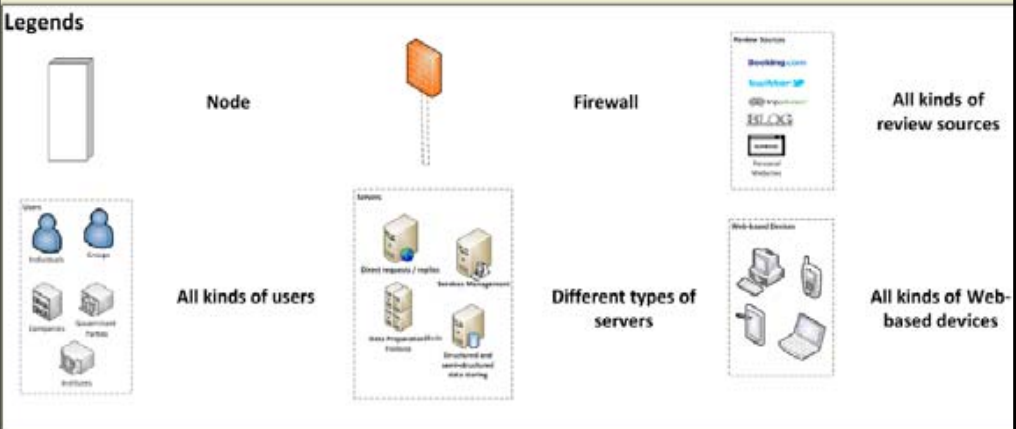 Legends
Node
Firewall
Review Sources
Booking.com
twitter
tripadvisor
BLOG
Personal
Websites
All kinds of
review sources
Users
Individuals
Groups
Companies
Government
Parties
Institutes
All kinds of users
Servers
Direct requests / replies
Services Management
Data Preparation
Structured and
semi-structured
data storing
Different types of
servers
Web-based Devices
All kinds of Web-
based devices